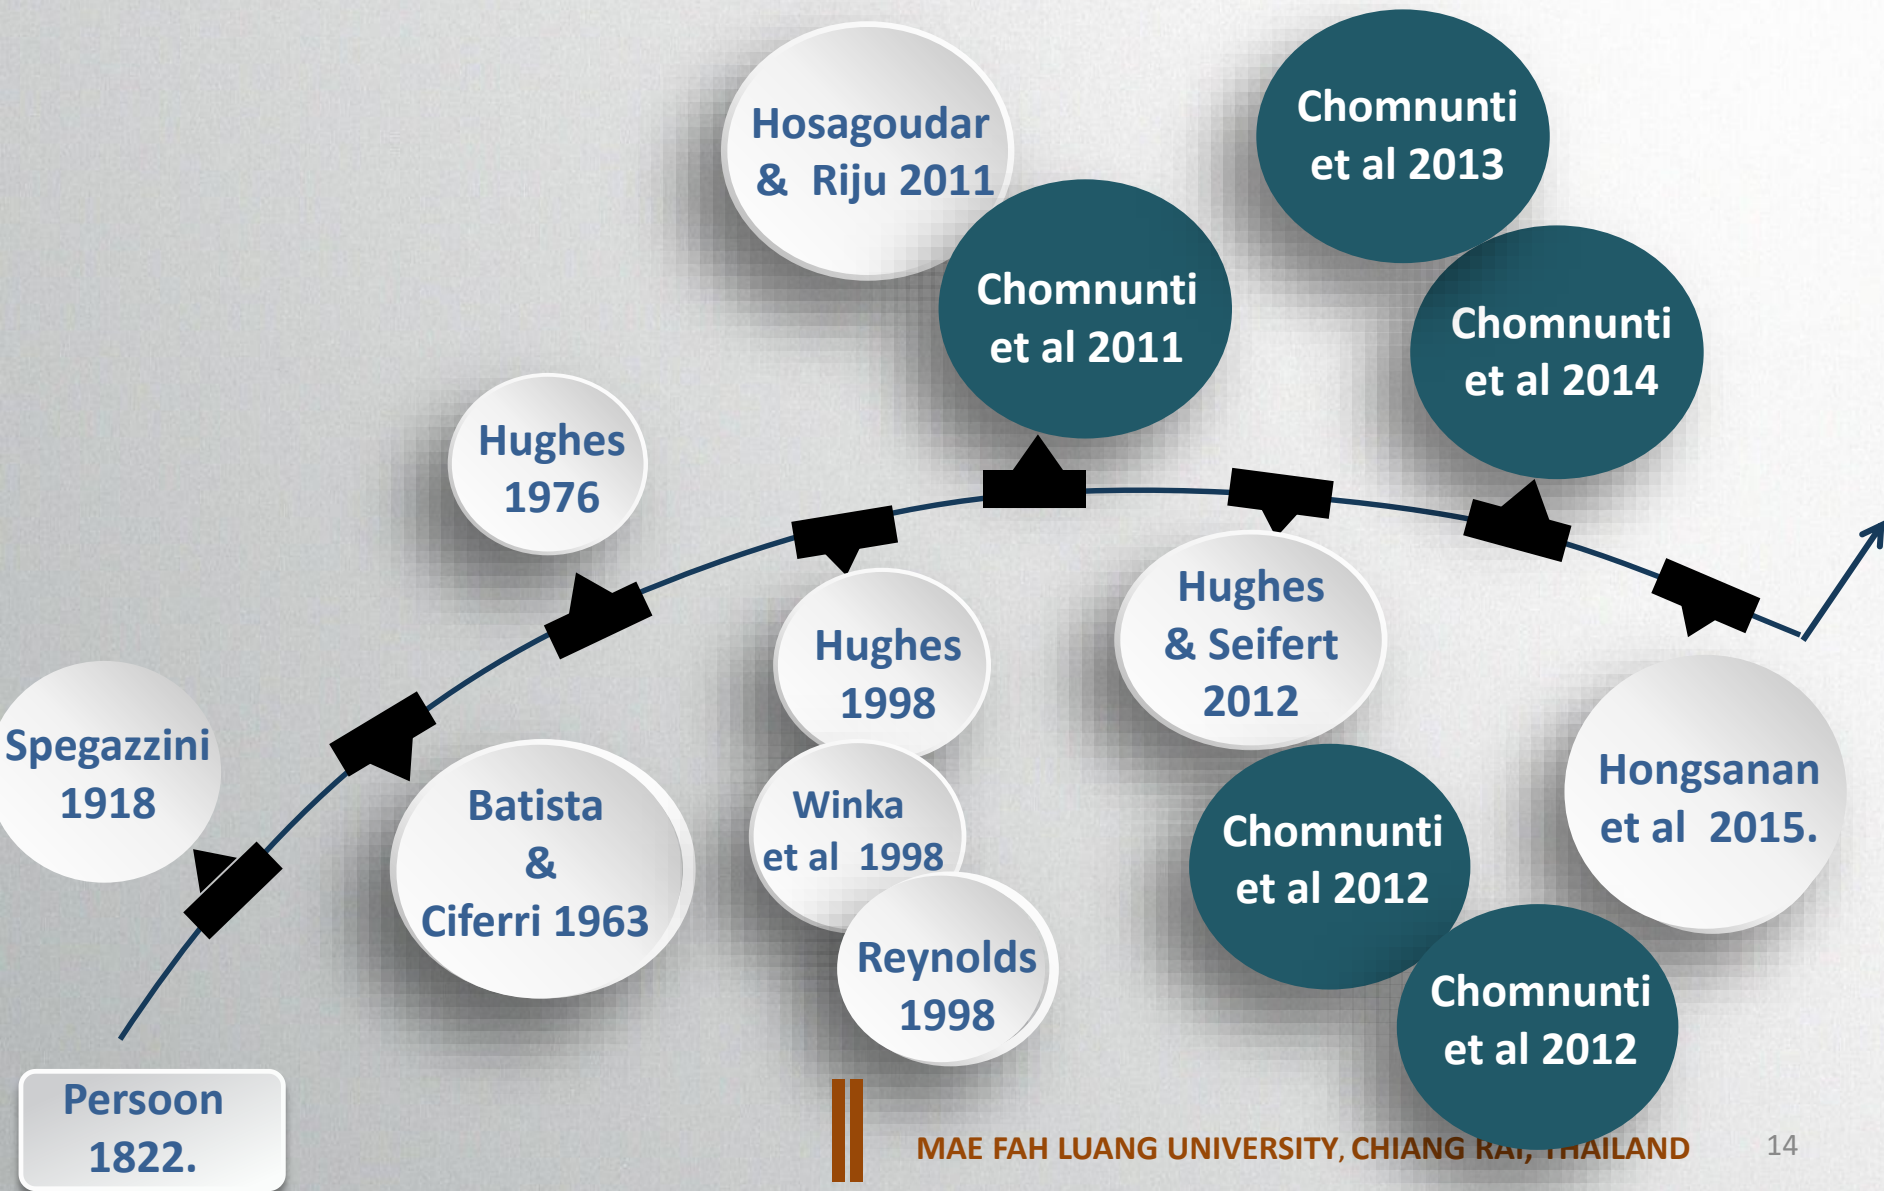 Hosagoudar
& Riju 2011
Chomnunti
et al 2013
Chomnunti
et al 2011
Chomnunti
et al 2014
Hughes
1976
Hughes
& Seifert
2012
Hughes
1998
Spegazzini
1918
Batista
&
Ciferri 1963
Winka
et al 1998
Hongsanan
et al 2015.
Chomnunti
et al 2012
Reynolds
1998
Chomnunti
et al 2012
Persoon
1822.
MAE FAH LUANG UNIVERSITY, CHIANG RAI, THAILAND
14